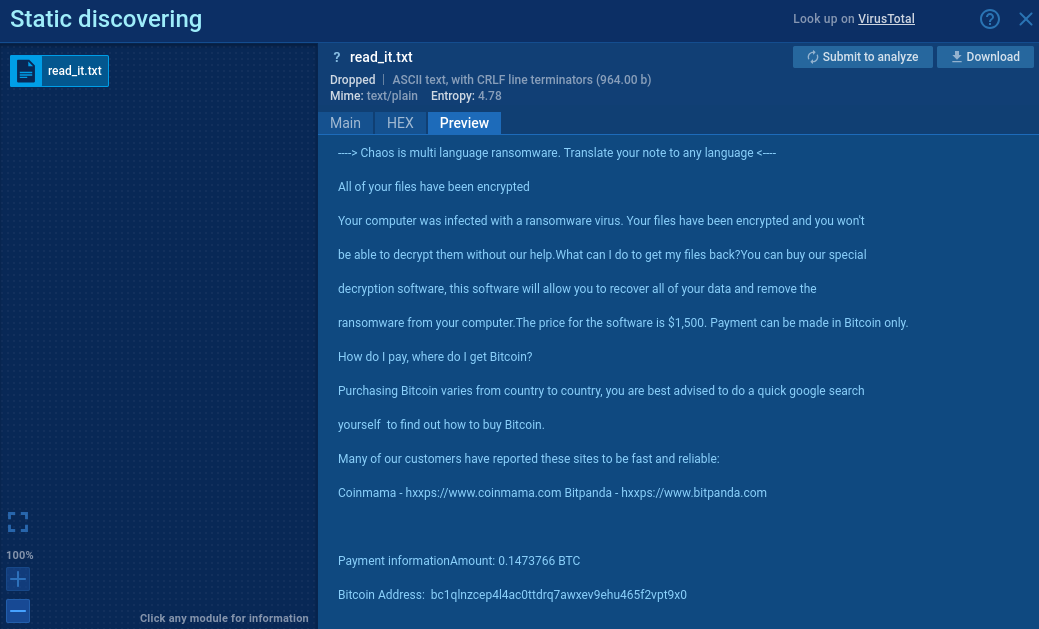 Static discovering
Look up on VirusTotal
read_it.txt
? read_it.txt
Submit to analyze
Download
Dropped | ASCII text, with CRLF line terminators (964.00 b)
Mime: text/plain Entropy: 4.78
Main HEX Preview
----> Chaos is multi language ransomware. Translate your note to any language <----
All of your files have been encrypted
Your computer was infected with a ransomware virus. Your files have been encrypted and you won't
be able to decrypt them without our help.What can I do to get my files back?You can buy our special
decryption software, this software will allow you to recover all of your data and remove the
ransomware from your computer.The price for the software is $1,500. Payment can be made in Bitcoin only.
How do I pay, where do I get Bitcoin?
Purchasing Bitcoin varies from country to country, you are best advised to do a quick google search
yourself  to find out how to buy Bitcoin.
Many of our customers have reported these sites to be fast and reliable:
Coinmama - hxxps://www.coinmama.com Bitpanda - hxxps://www.bitpanda.com
Payment informationAmount: 0.1473766 BTC
Bitcoin Address:  bc1qlnzcep4l4ac0ttdrq7awxev9ehu465f2vpt9x0
100%
Click any module for information